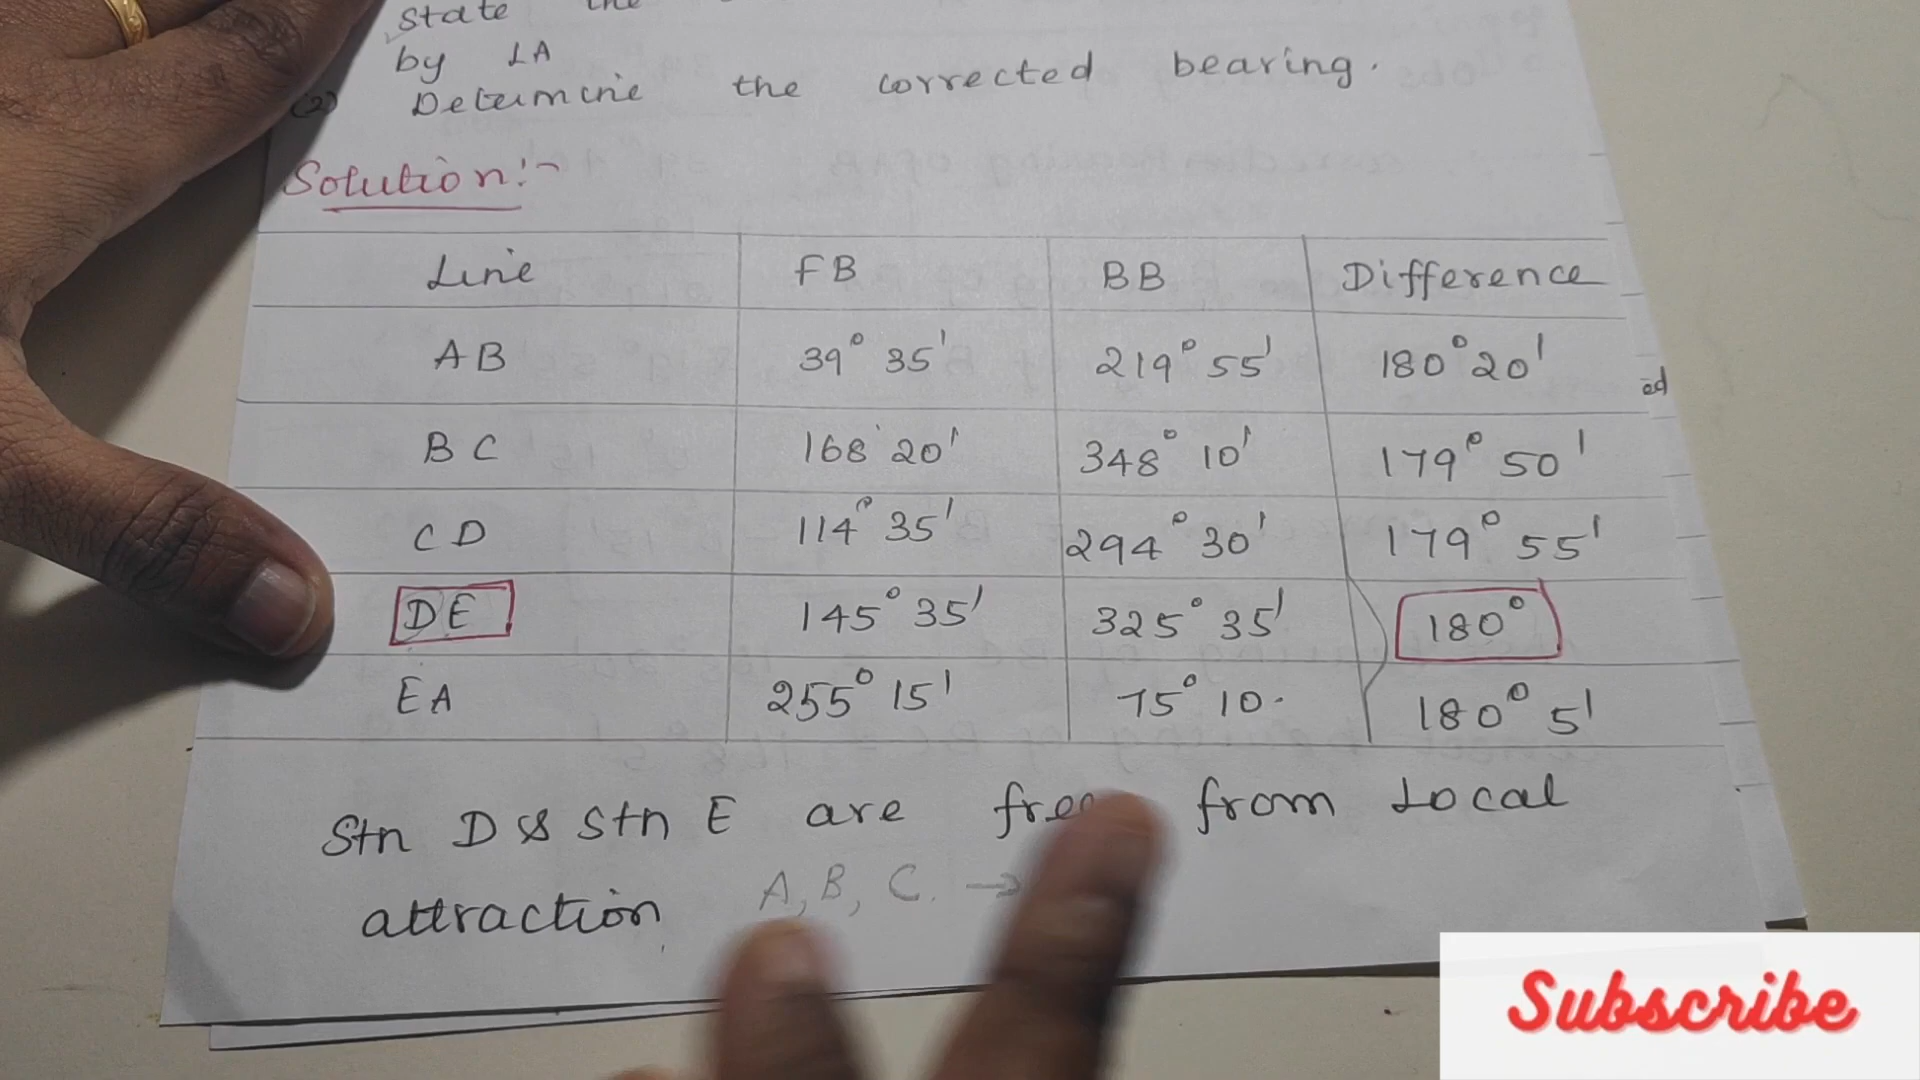 state the
by LA
(2) Determine the corrected bearing.
Solution:-
Line FB BB Difference
AB 39° 35' 219° 55' 180° 20'
BC 168° 20' 348° 10' 179° 50'
CD 114° 35' 294° 30' 179° 55'
DE 145° 35' 325° 35' 180°
EA 255° 15' 75° 10. 180° 5'
ed
Stn D & Stn E are free from Local
attraction A, B, C. →
Subscribe